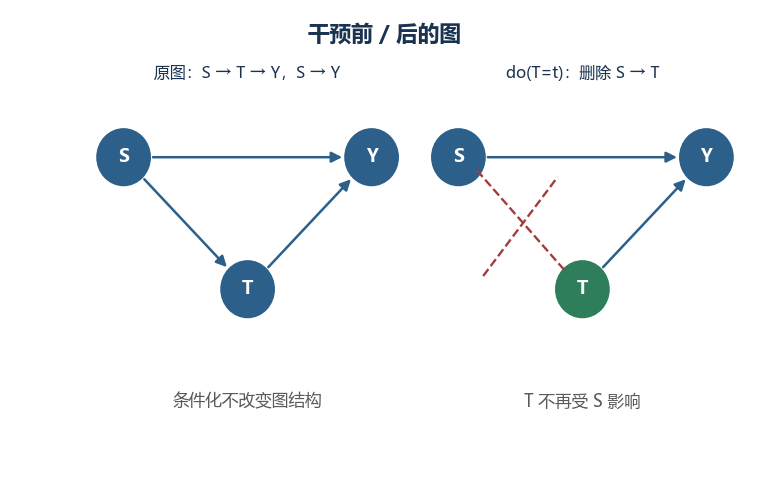 干预前 / 后的图
原图：S → T → Y，S → Y
do(T=t)：删除 S → T
S
Y
S
Y
T
T
条件化不改变图结构
T 不再受 S 影响